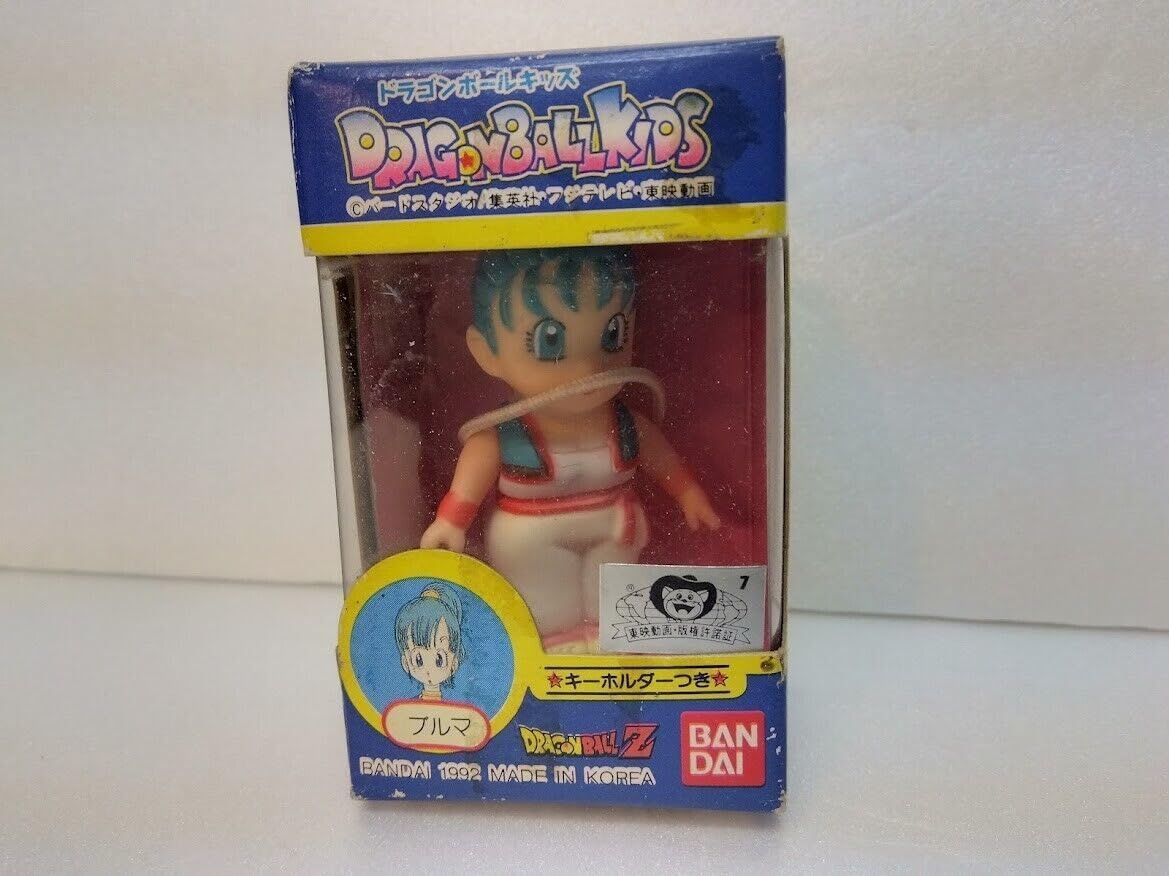 ドラゴンボールキッズ
DRAGONBALLKIDS
©バードスタジオ/集英社・フジテレビ・東映動画
7
®
東映動画・版権許諾証
★キーホルダーつき★
ブルマ
DRAGONBALL Z
BAN
DAI
BANDAI 1992 MADE IN KOREA